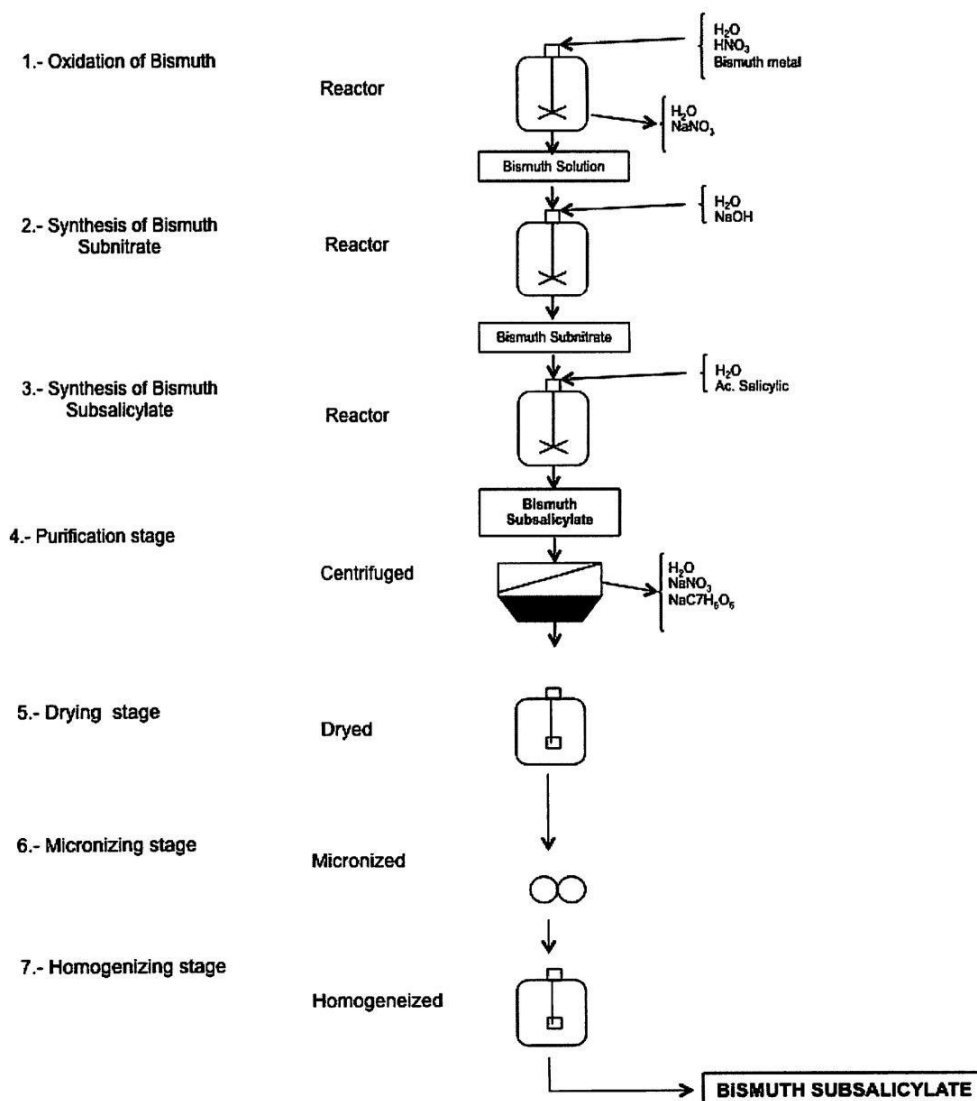 H₂O
HNO₃
Bismuth metal
1.- Oxidation of Bismuth
Reactor
H₂O
NaNO₃
Bismuth Solution
H₂O
NaOH
2.- Synthesis of Bismuth
Subnitrate
Reactor
Bismuth Subnitrate
H₂O
Ac. Salicylic
3.- Synthesis of Bismuth
Subsalicylate
Reactor
Bismuth
Subsalicylate
4.- Purification stage
Centrifuged
H₂O
NaNO₃
5.- Drying stage
Dryed
6.- Micronizing stage
Micronized
7.- Homogenizing stage
Homogeneized
BISMUTH SUBSALICYLATE